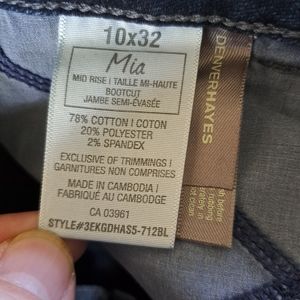 10x32
Mia
MID RISE | TAILLE MI-HAUTE
BOOTCUT
JAMBE SEMI-ÉVASÉE
78% COTTON | COTON
20% POLYESTER
2% SPANDEX
EXCLUSIVE OF TRIMMINGS |
GARNITURES NON COMPRISES
MADE IN CAMBODIA |
FABRIQUÉ AU CAMBODGE
CA 03961
STYLE#3EKGDHAS5-712BL
DENVERHAYES
before